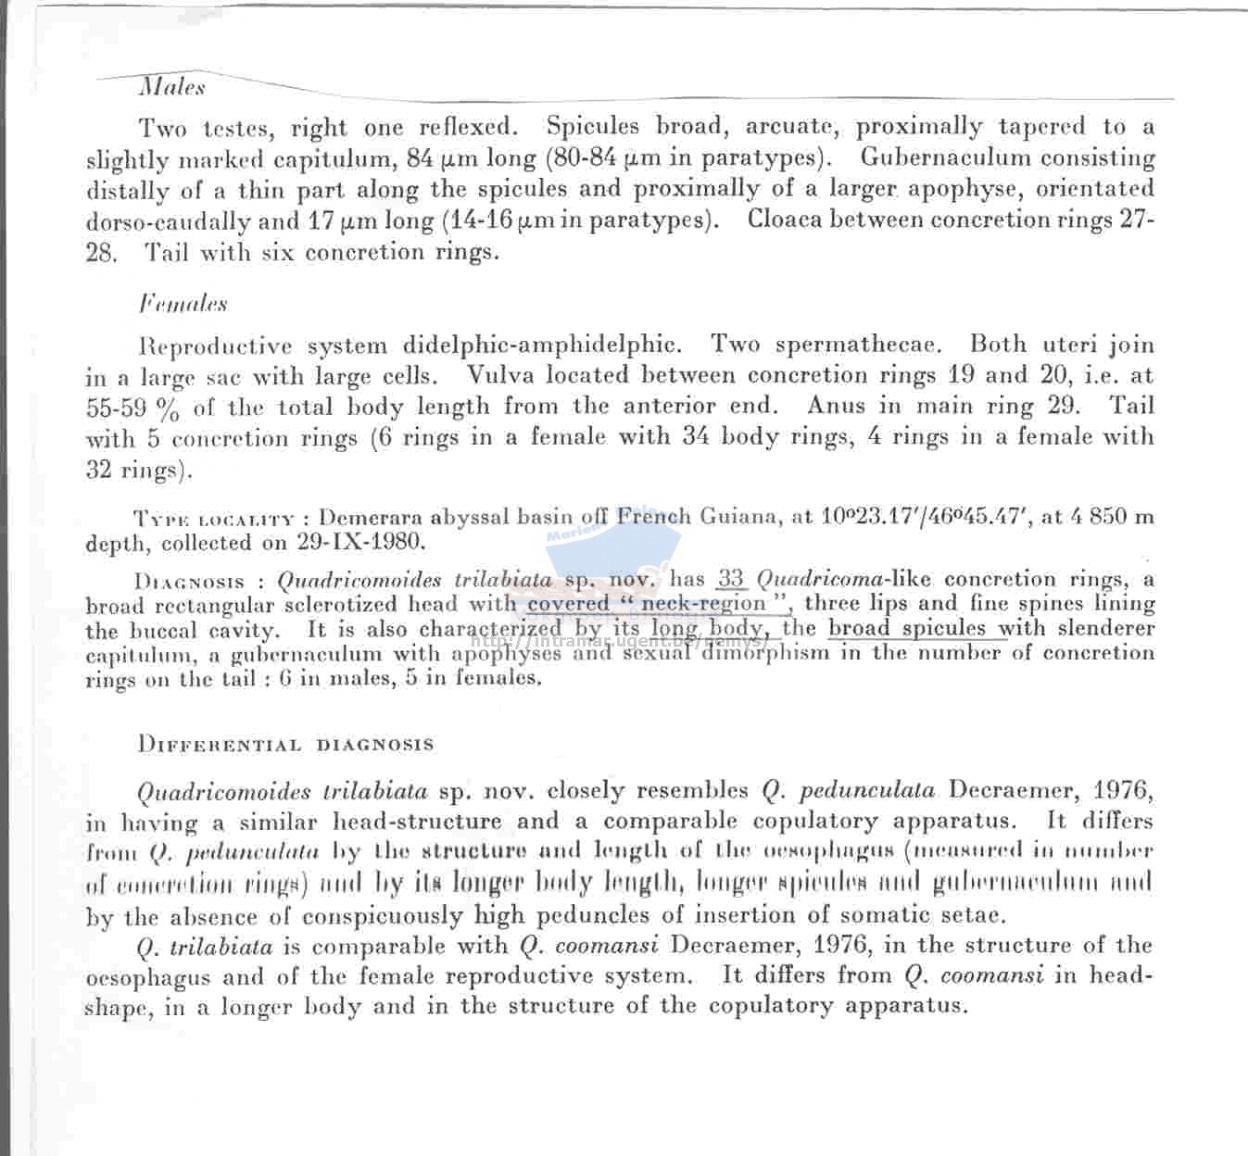 Males
Two testes, right one reflexed. Spicules broad, arcuate, proximally tapered to a
slightly marked capitulum, 84 µm long (80-84 µm in paratypes). Gubernaculum consisting
distally of a thin part along the spicules and proximally of a larger apophyse, orientated
dorso-caudally and 17 µm long (14-16 µm in paratypes). Cloaca between concretion rings 27-
28. Tail with six concretion rings.
Females
Reproductive system didelphic-amphidelphic. Two spermathecae. Both uteri join
in a large sac with large cells. Vulva located between concretion rings 19 and 20, i.e. at
55-59 % of the total body length from the anterior end. Anus in main ring 29. Tail
with 5 concretion rings (6 rings in a female with 34 body rings, 4 rings in a female with
32 rings).
TYPE LOCALITY : Demerara abyssal basin off French Guiana, at 10º23.17′/46º45.47′, at 4 850 m
depth, collected on 29-IX-1980.
DIAGNOSIS : Quadricomoides trilabiata sp. nov. has 33 Quadricoma-like concretion rings, a
broad rectangular sclerotized head with covered “ neck-region ”, three lips and fine spines lining
the buccal cavity. It is also characterized by its long body, the broad spicules with slenderer
http://intramar.ugent.be/nemys/
capitulum, a gubernaculum with apophyses and sexual dimorphism in the number of concretion
rings on the tail : 6 in males, 5 in females.
DIFFERENTIAL DIAGNOSIS
Quadricomoides trilabiata sp. nov. closely resembles Q. pedunculata Decraemer, 1976,
in having a similar head-structure and a comparable copulatory apparatus. It differs
from Q. pedunculata by the structure and length of the oesophagus (measured in number
of concretion rings) and by its longer body length, longer spicules and gubernaculum and
by the absence of conspicuously high peduncles of insertion of somatic setae.
Q. trilabiata is comparable with Q. coomansi Decraemer, 1976, in the structure of the
oesophagus and of the female reproductive system. It differs from Q. coomansi in head-
shape, in a longer body and in the structure of the copulatory apparatus.